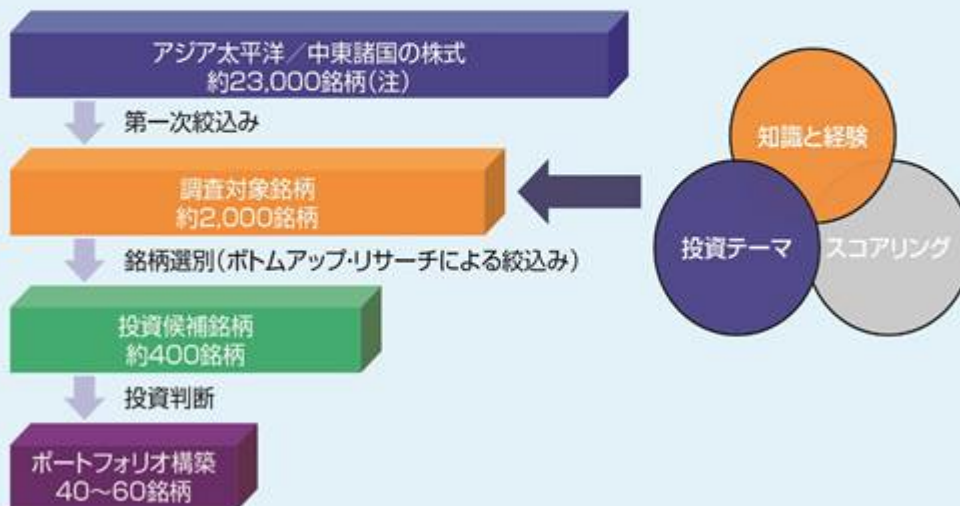 アジア太平洋／中東諸国の株式
約23,000銘柄(注)
第一次絞込み
調査対象銘柄
約2,000銘柄
銘柄選別(ボトムアップ・リサーチによる絞込み)
投資候補銘柄
約400銘柄
投資判断
ポートフォリオ構築
40〜60銘柄
知識と経験
投資テーマ
スコアリング